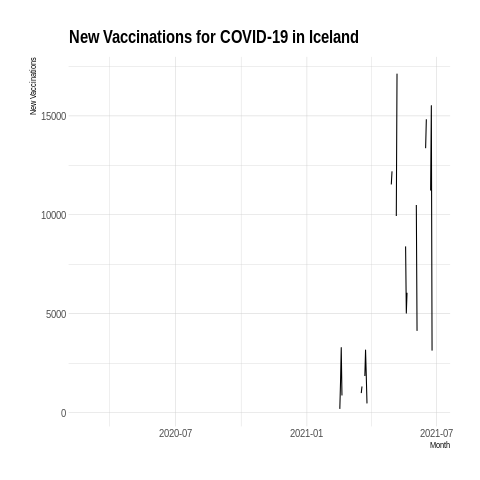 New Vaccinations for COVID-19 in Iceland
New Vaccinations
15000
10000
5000
0
2020-07 2021-01 2021-07
Month